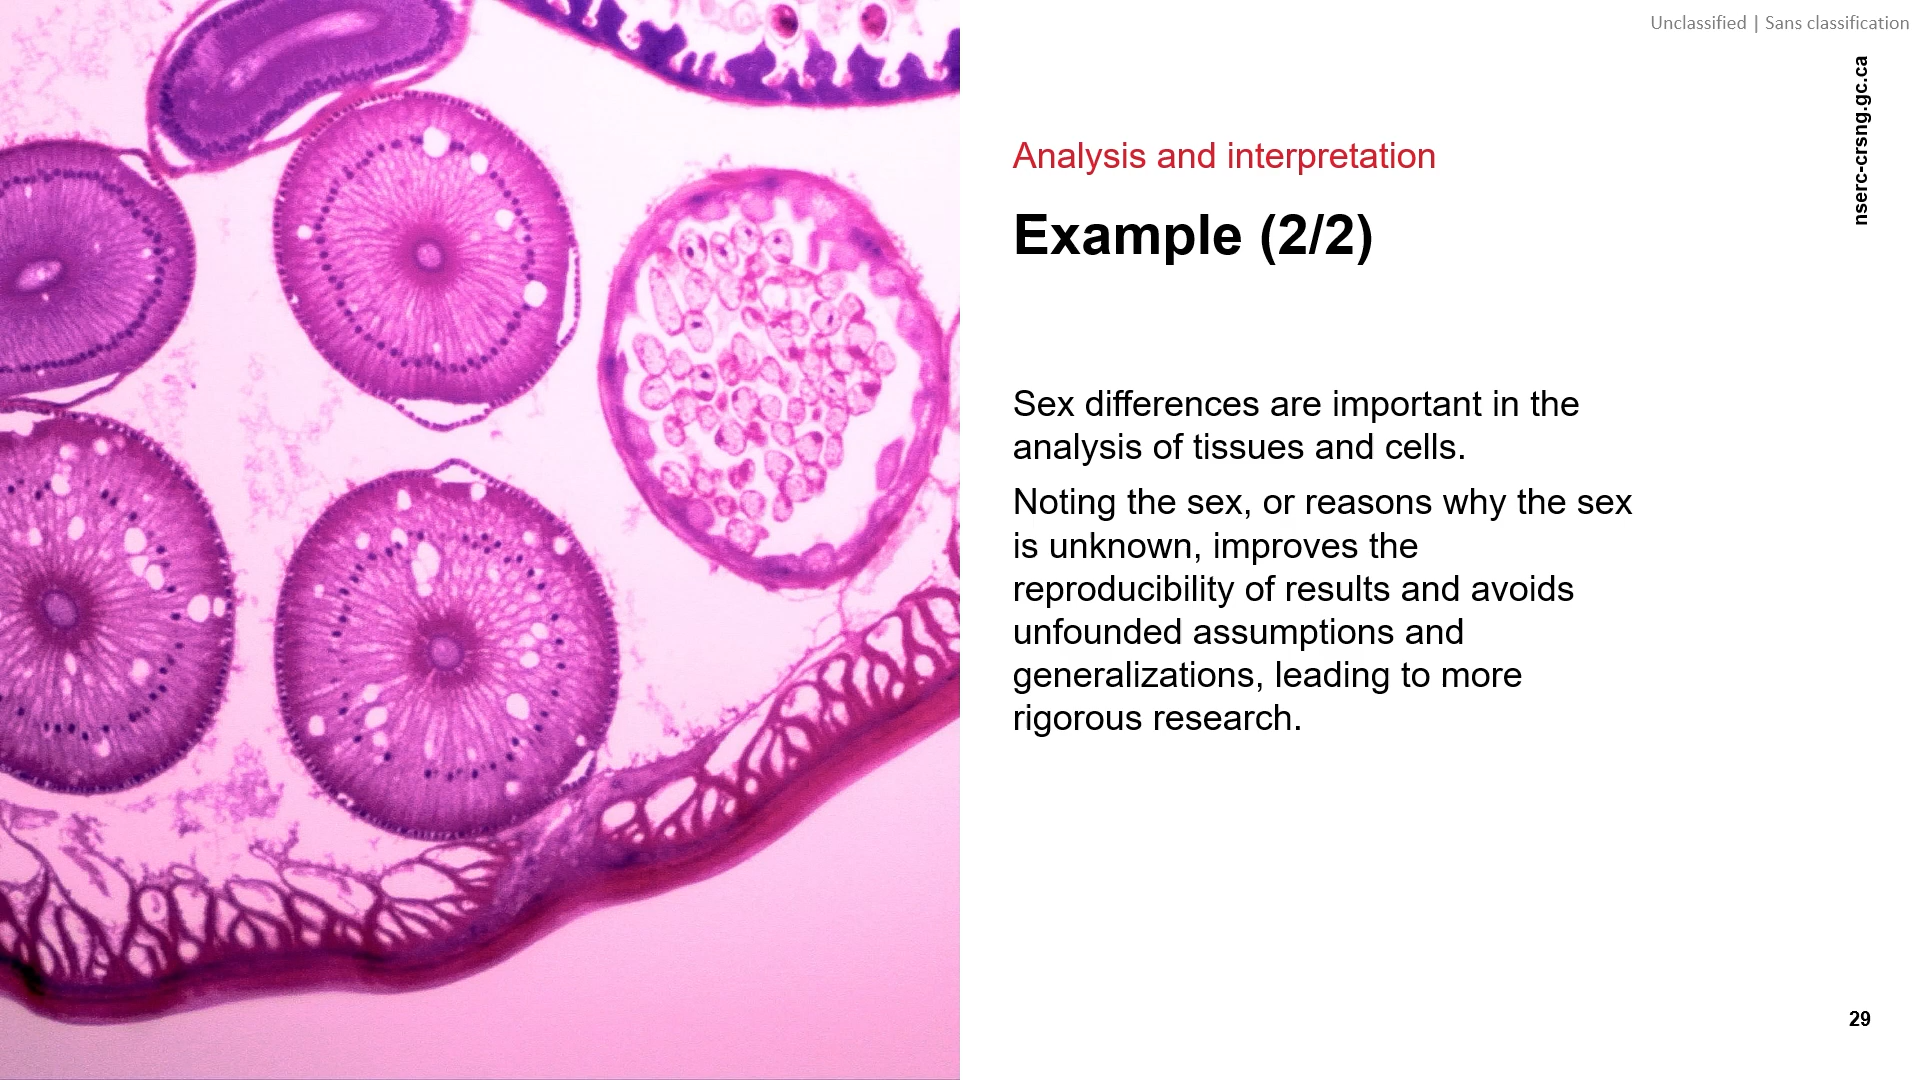 Unclassified | Sans classification
nserc-crsng.gc.ca
Analysis and interpretation
Example (2/2)
Sex differences are important in the
analysis of tissues and cells.
Noting the sex, or reasons why the sex
is unknown, improves the
reproducibility of results and avoids
unfounded assumptions and
generalizations, leading to more
rigorous research.
29